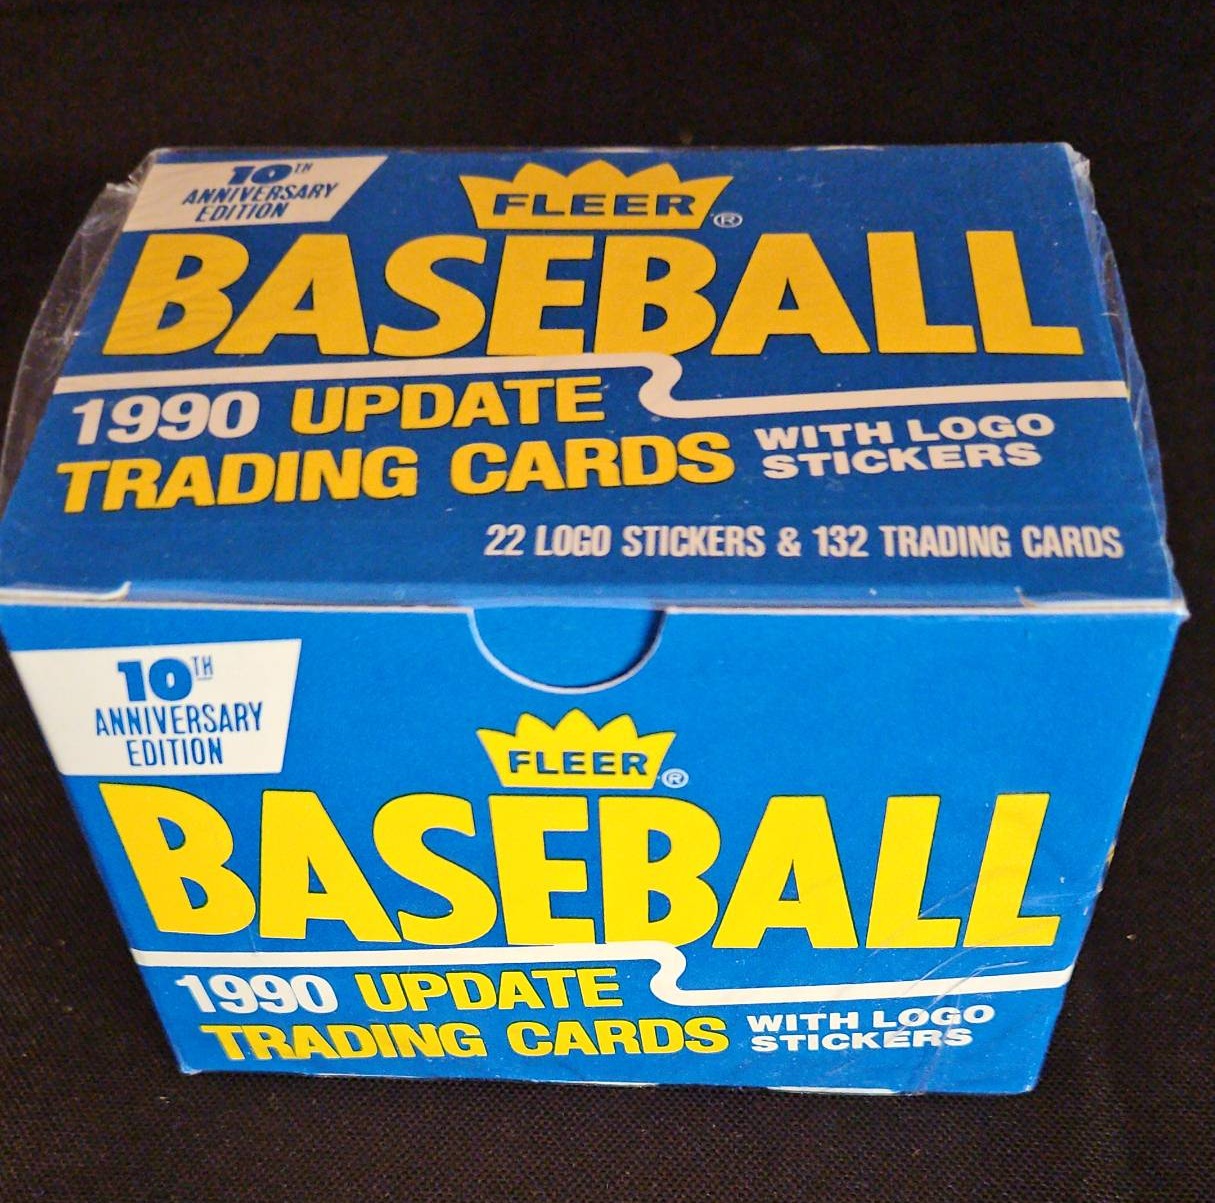 10TH
ANNIVERSARY
EDITION
FLEER®
BASEBALL
1990 UPDATE
TRADING CARDS
WITH LOGO
STICKERS
22 LOGO STICKERS & 132 TRADING CARDS
10TH
ANNIVERSARY
EDITION
FLEER®
BASEBALL
1990 UPDATE
TRADING CARDS
WITH LOGO
STICKERS